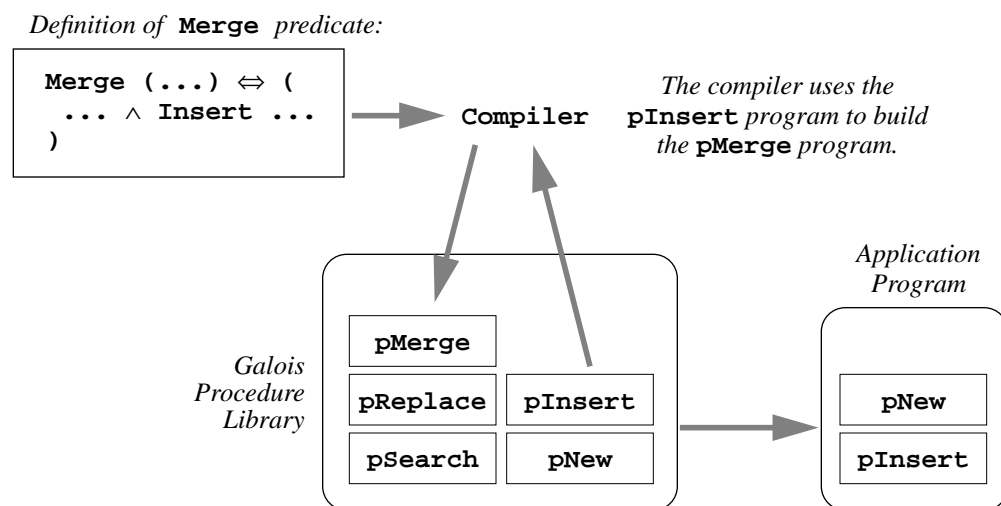 Definition of Merge predicate:
Merge (...) ⇔ (
... ∧ Insert ...
)
Compiler
The compiler uses the
pInsert program to build
the pMerge program.
Galois
Procedure
Library
pMerge
pReplace
pInsert
pSearch
pNew
Application
Program
pNew
pInsert